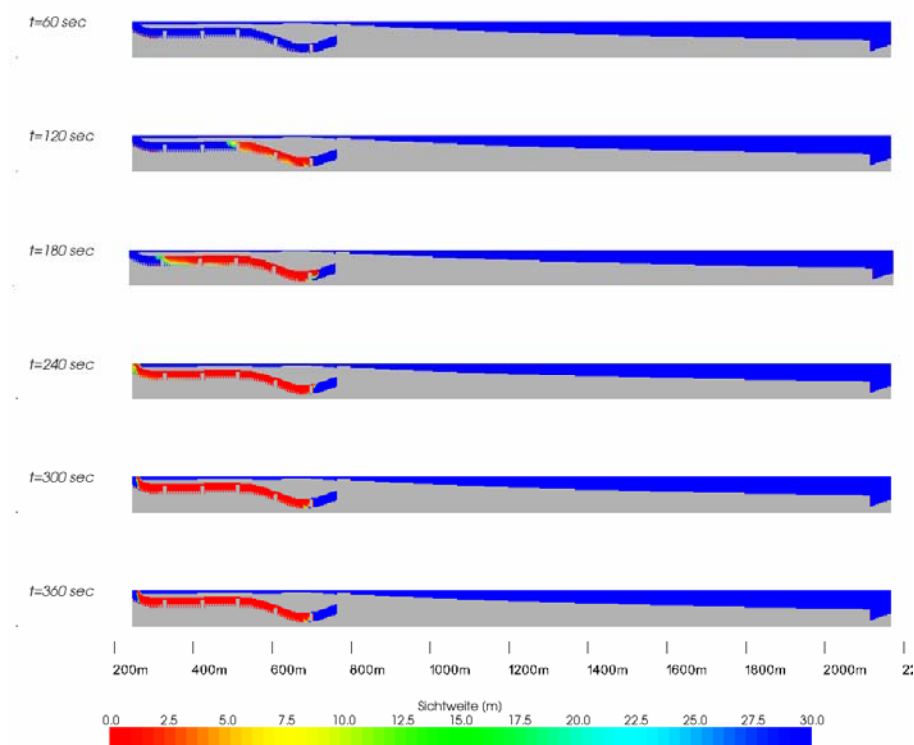 t=60 sec
t=120 sec
t=180 sec
t=240 sec
t=300 sec
t=360 sec
200m 400m 600m 800m 1000m 1200m 1400m 1600m 1800m 2000m 22
Sichtweite (m)
0.0 2.5 5.0 7.5 10.0 12.5 15.0 17.5 20.0 22.5 25.0 27.5 30.0